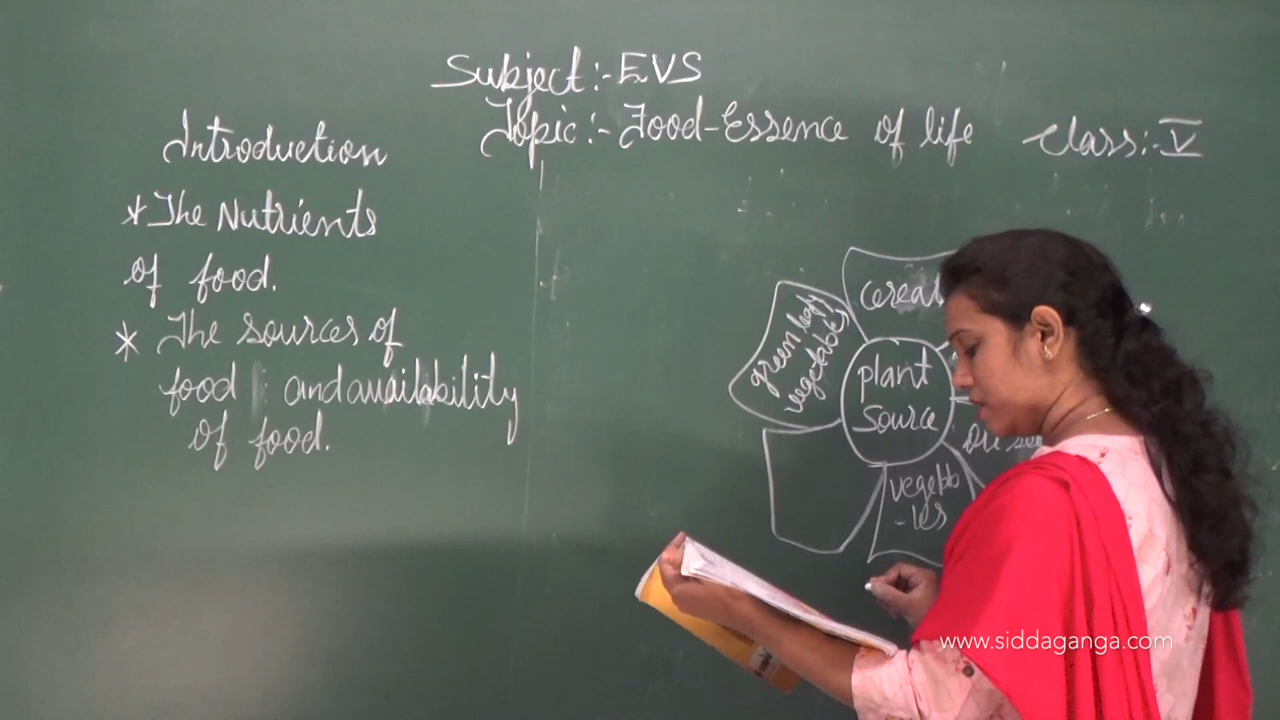 Subject:- EVS
Topic:- Food-Essence of life
Class:- V
Introduction
* The Nutrients
of food.
* The sources of
food : and availability
of food.
green leafy
vegetables
plant
source
vegetab
-les
www.siddaganga.com